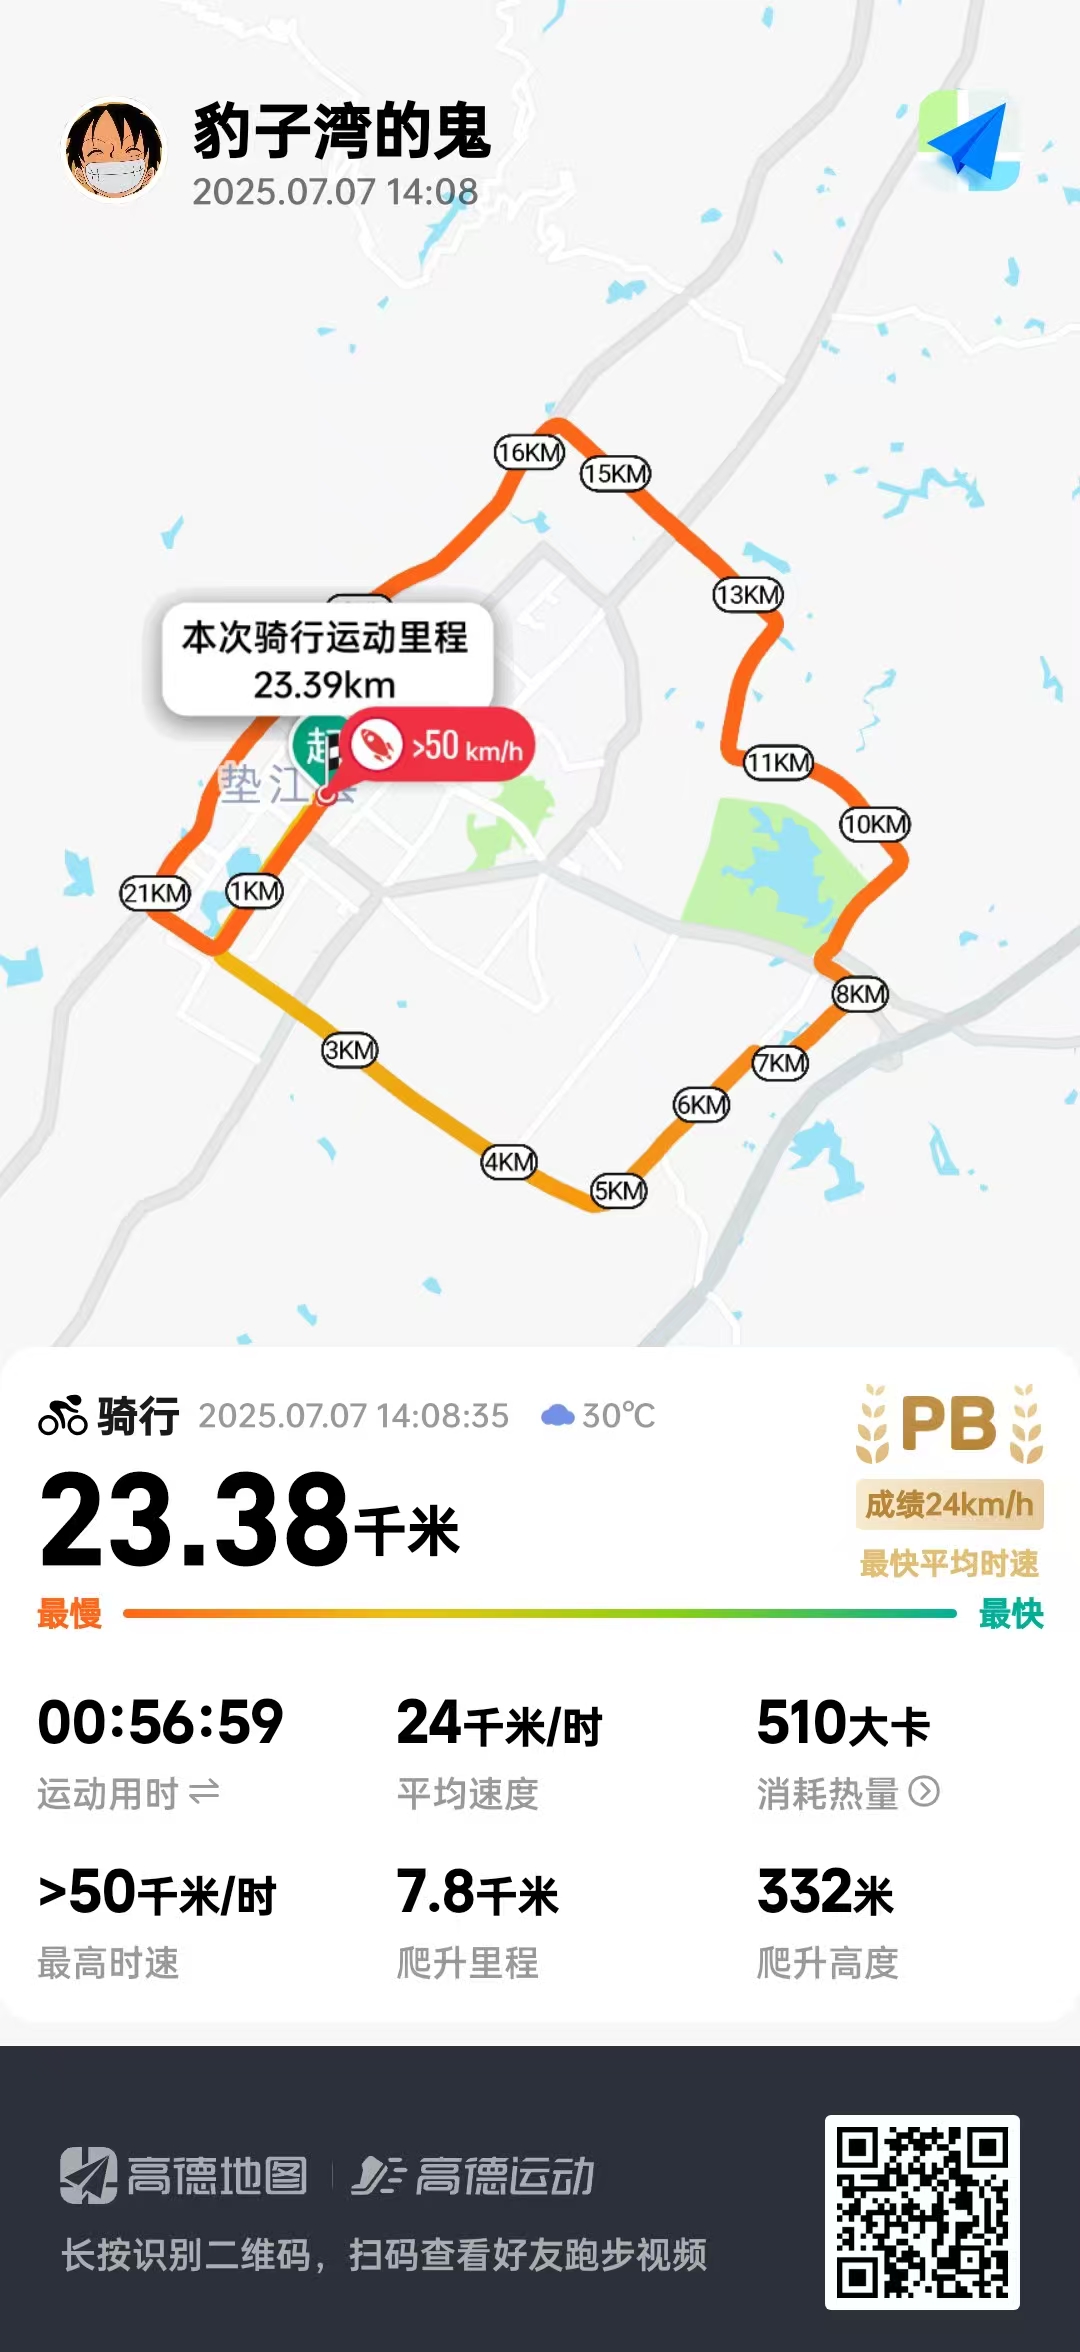 豹子湾的鬼
2025.07.07 14:08
16KM
15KM
13KM
本次骑行运动里程
23.39km
起
>50 km/h
垫江县
11KM
10KM
21KM
1KM
8KM
3KM
7KM
6KM
4KM
5KM
骑行 2025.07.07 14:08:35 30℃
PB
23.38千米
成绩24km/h
最快平均时速
最慢 最快
00:56:59 24千米/时 510大卡
运动用时 平均速度 消耗热量
>50千米/时 7.8千米 332米
最高时速 爬升里程 爬升高度
高德地图 高德运动
长按识别二维码，扫码查看好友跑步视频